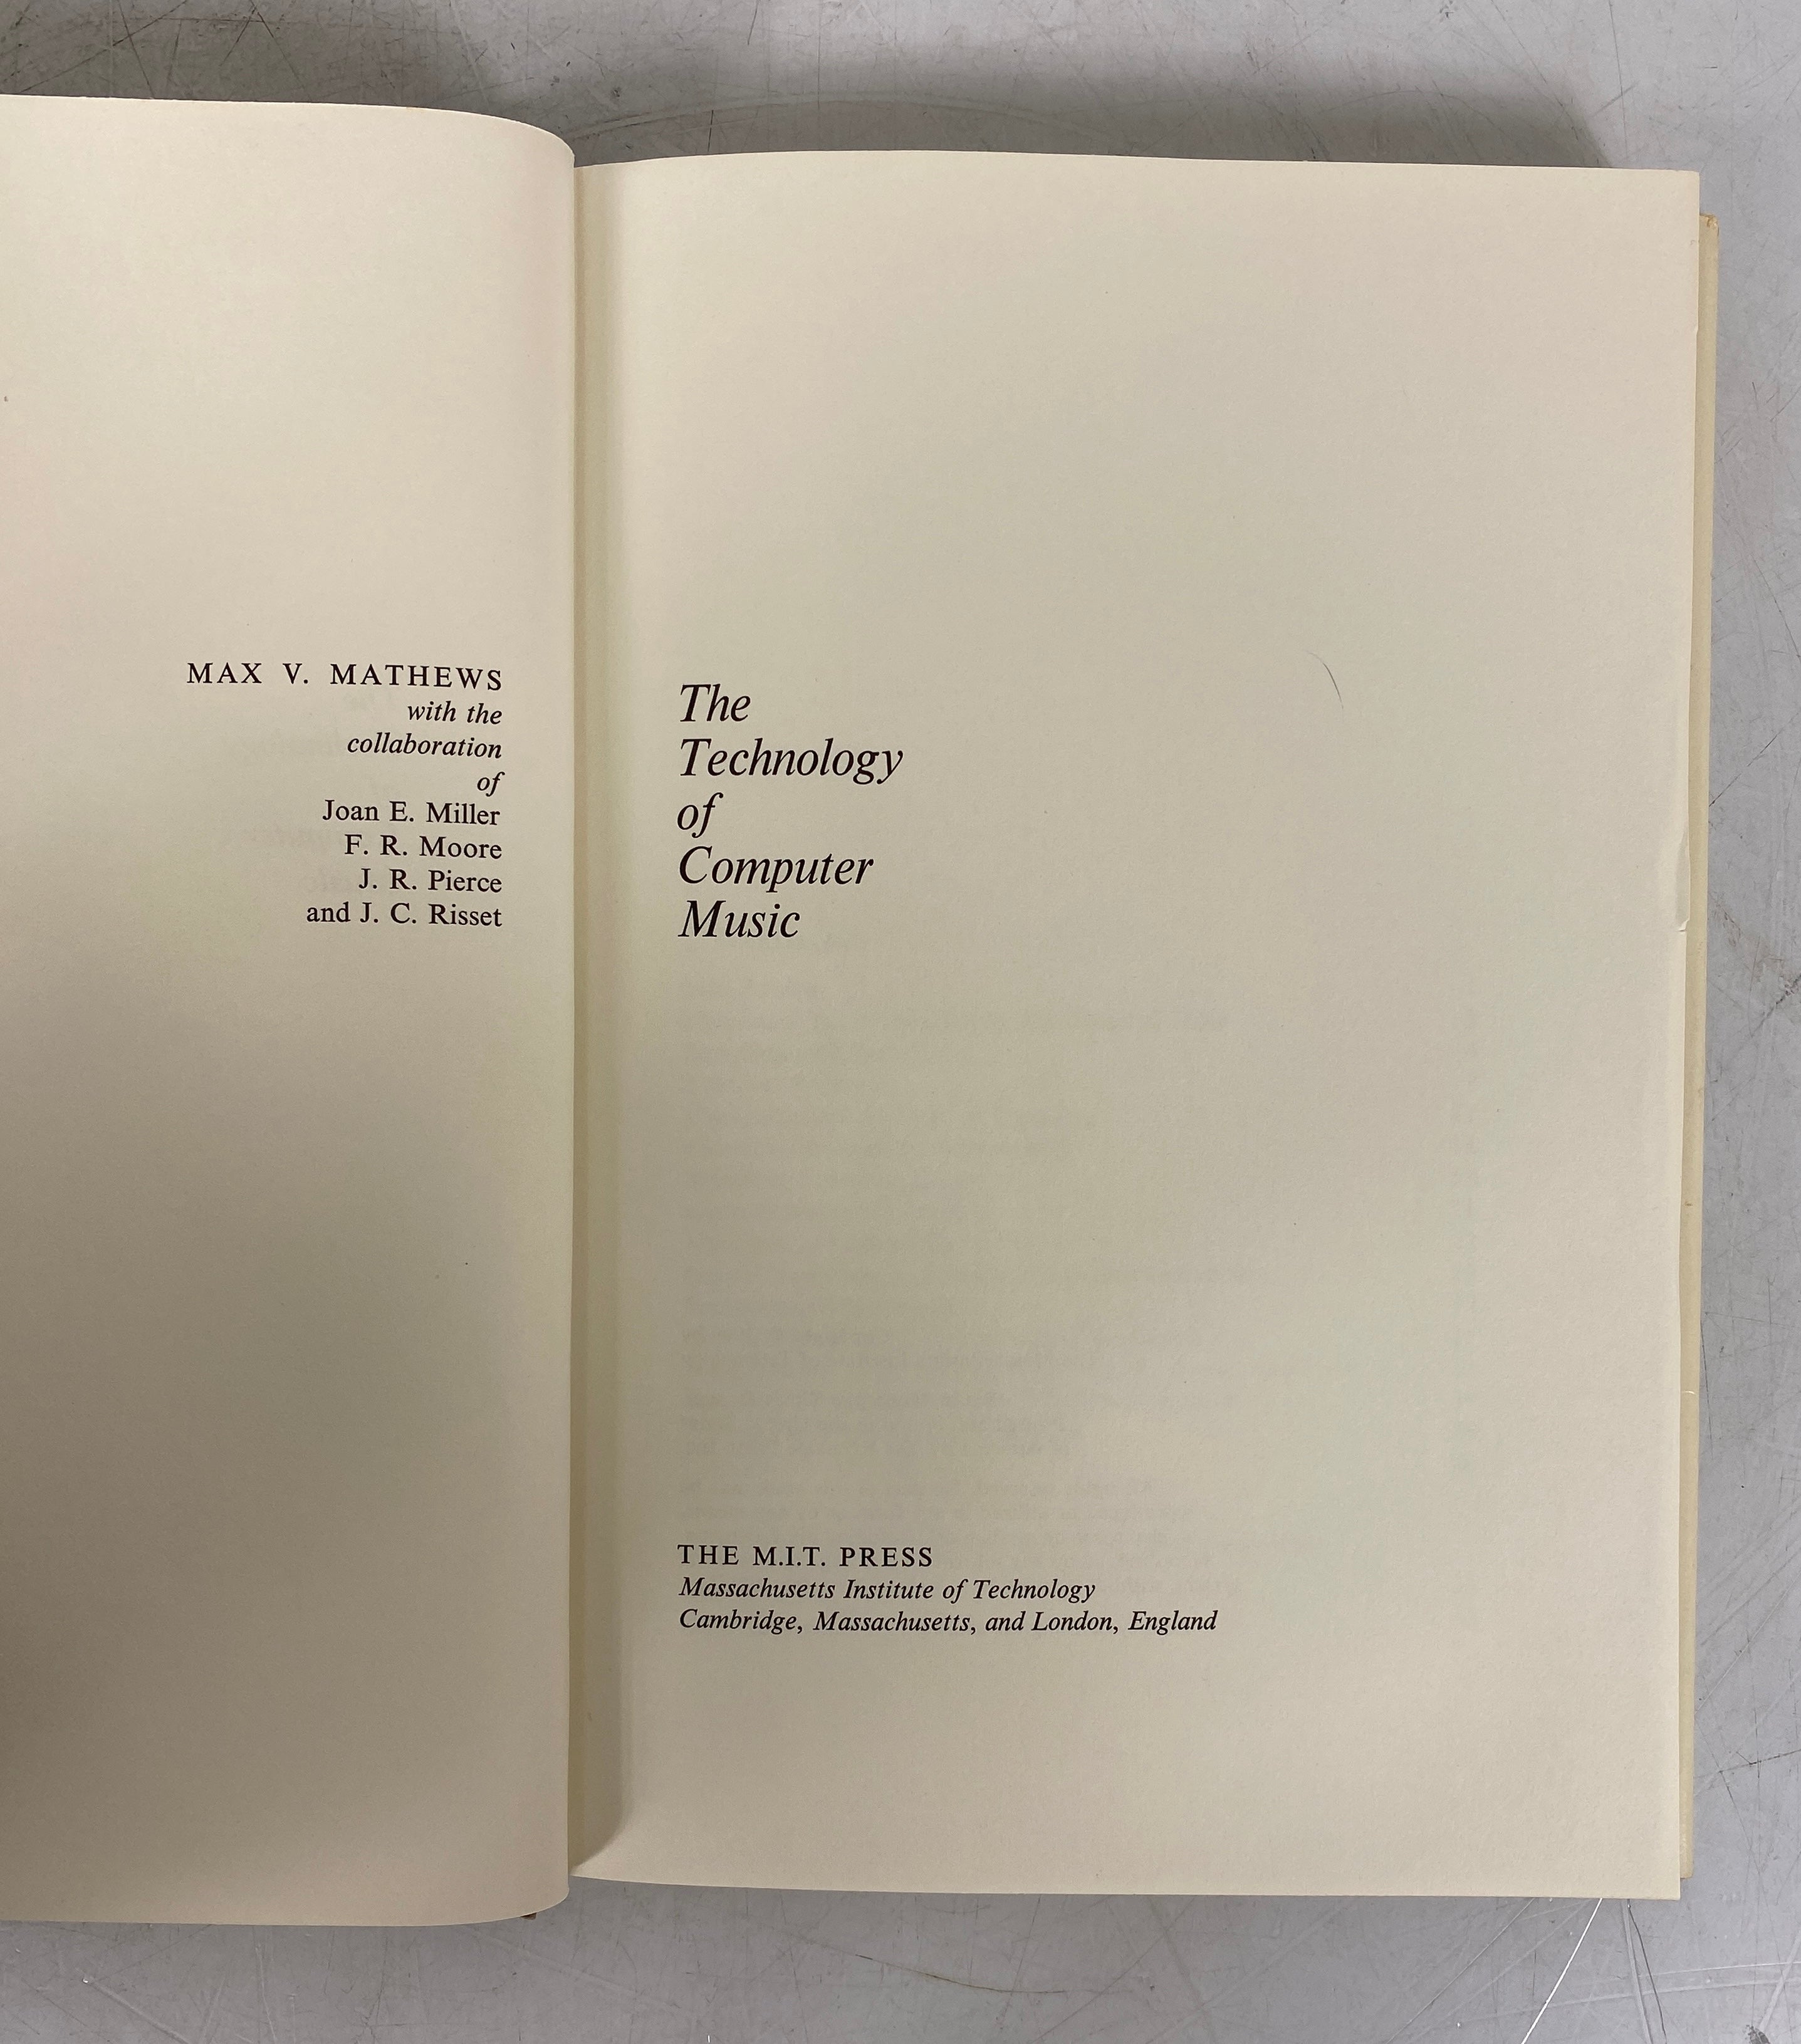 MAX V. MATHEWS
with the
collaboration
of
Joan E. Miller
F. R. Moore
J. R. Pierce
and J. C. Risset
The
Technology
of
Computer
Music
THE M.I.T. PRESS
Massachusetts Institute of Technology
Cambridge, Massachusetts, and London, England